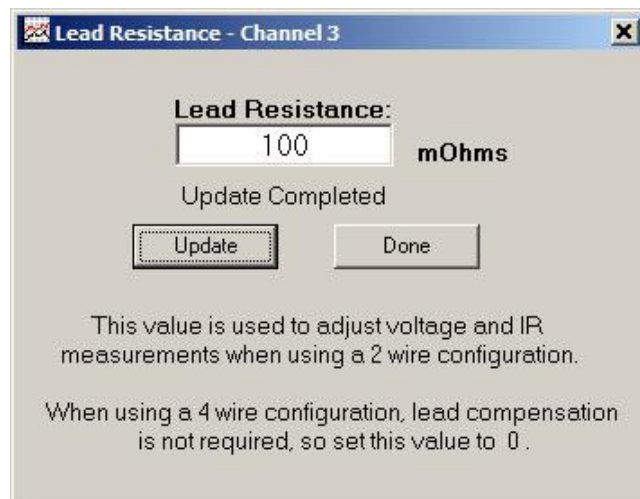 Lead Resistance - Channel 3
Lead Resistance:
100 mOhms
Update Completed
Update Done
This value is used to adjust voltage and IR
measurements when using a 2 wire configuration.
When using a 4 wire configuration, lead compensation
is not required, so set this value to 0 .